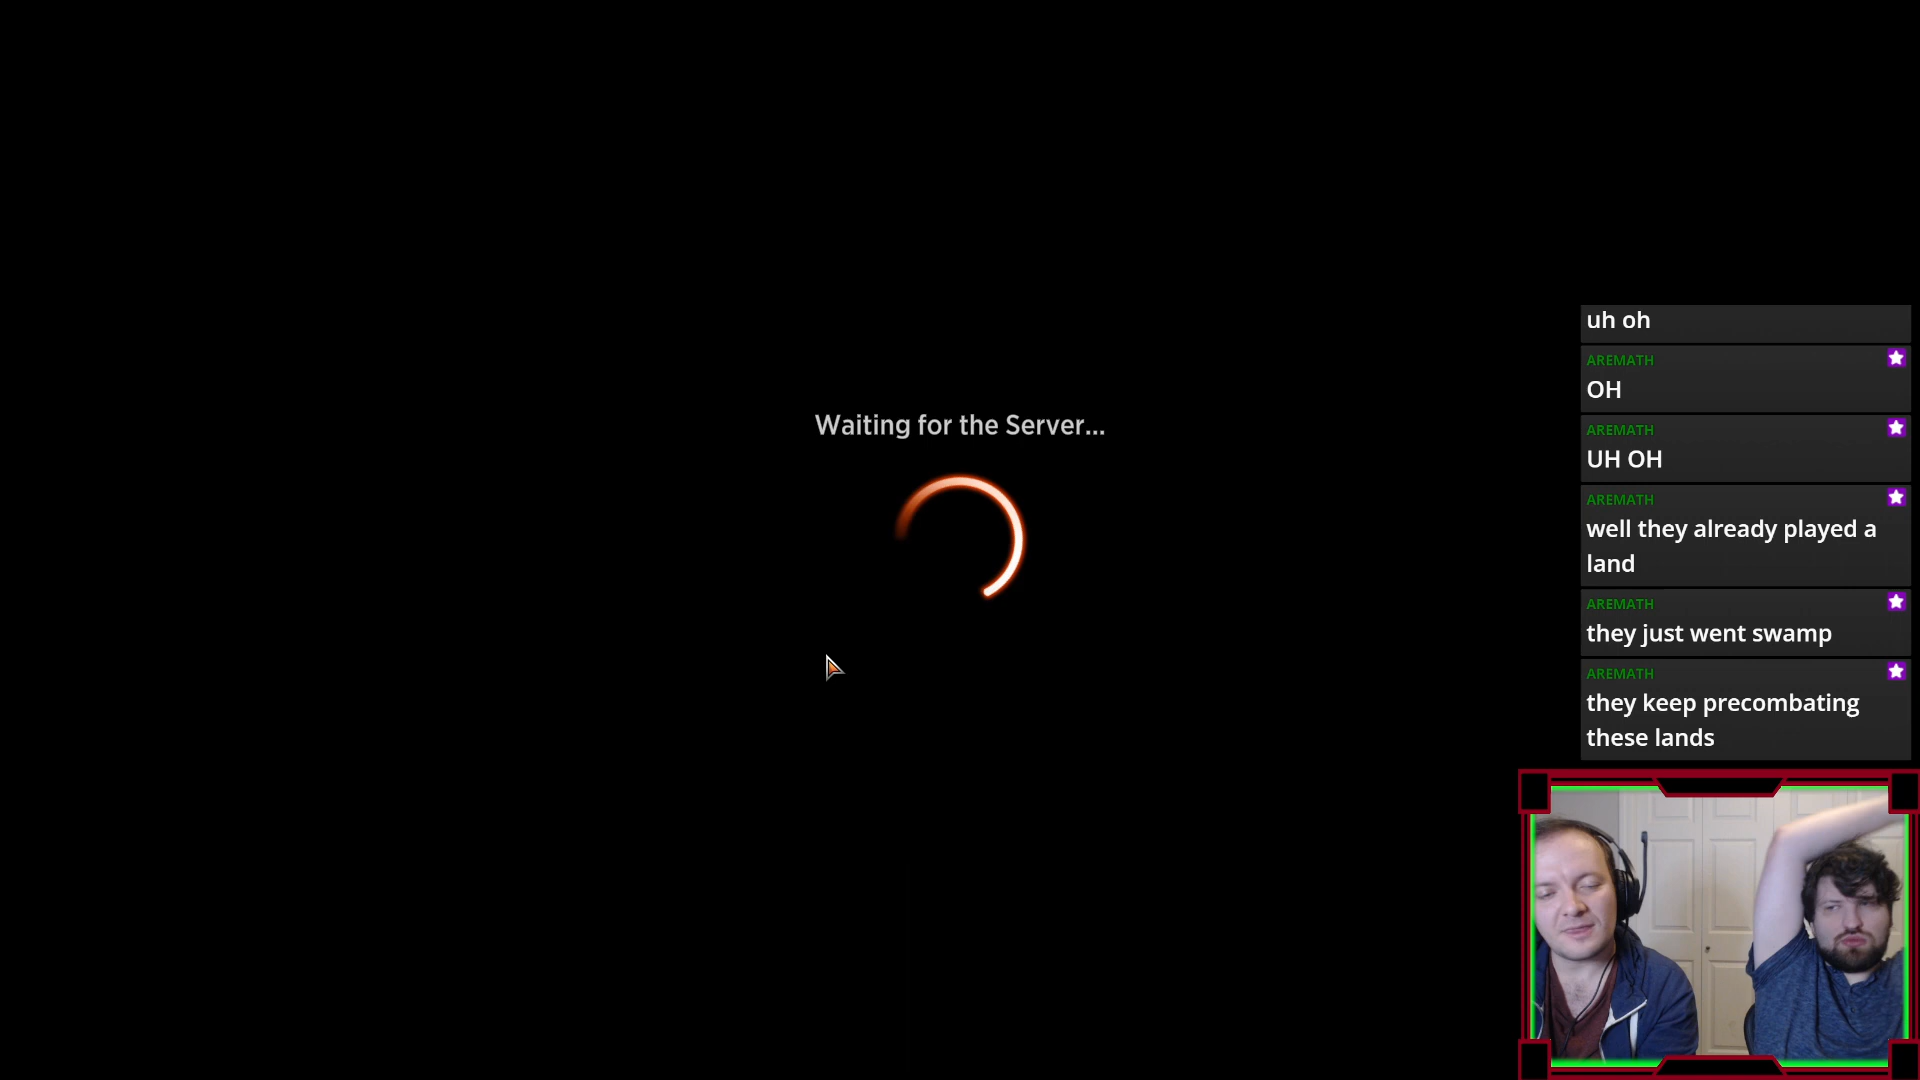 Waiting for the Server...
uh oh
AREMATH
OH
AREMATH
UH OH
AREMATH
well they already played a
land
AREMATH
they just went swamp
AREMATH
they keep precombating
these lands